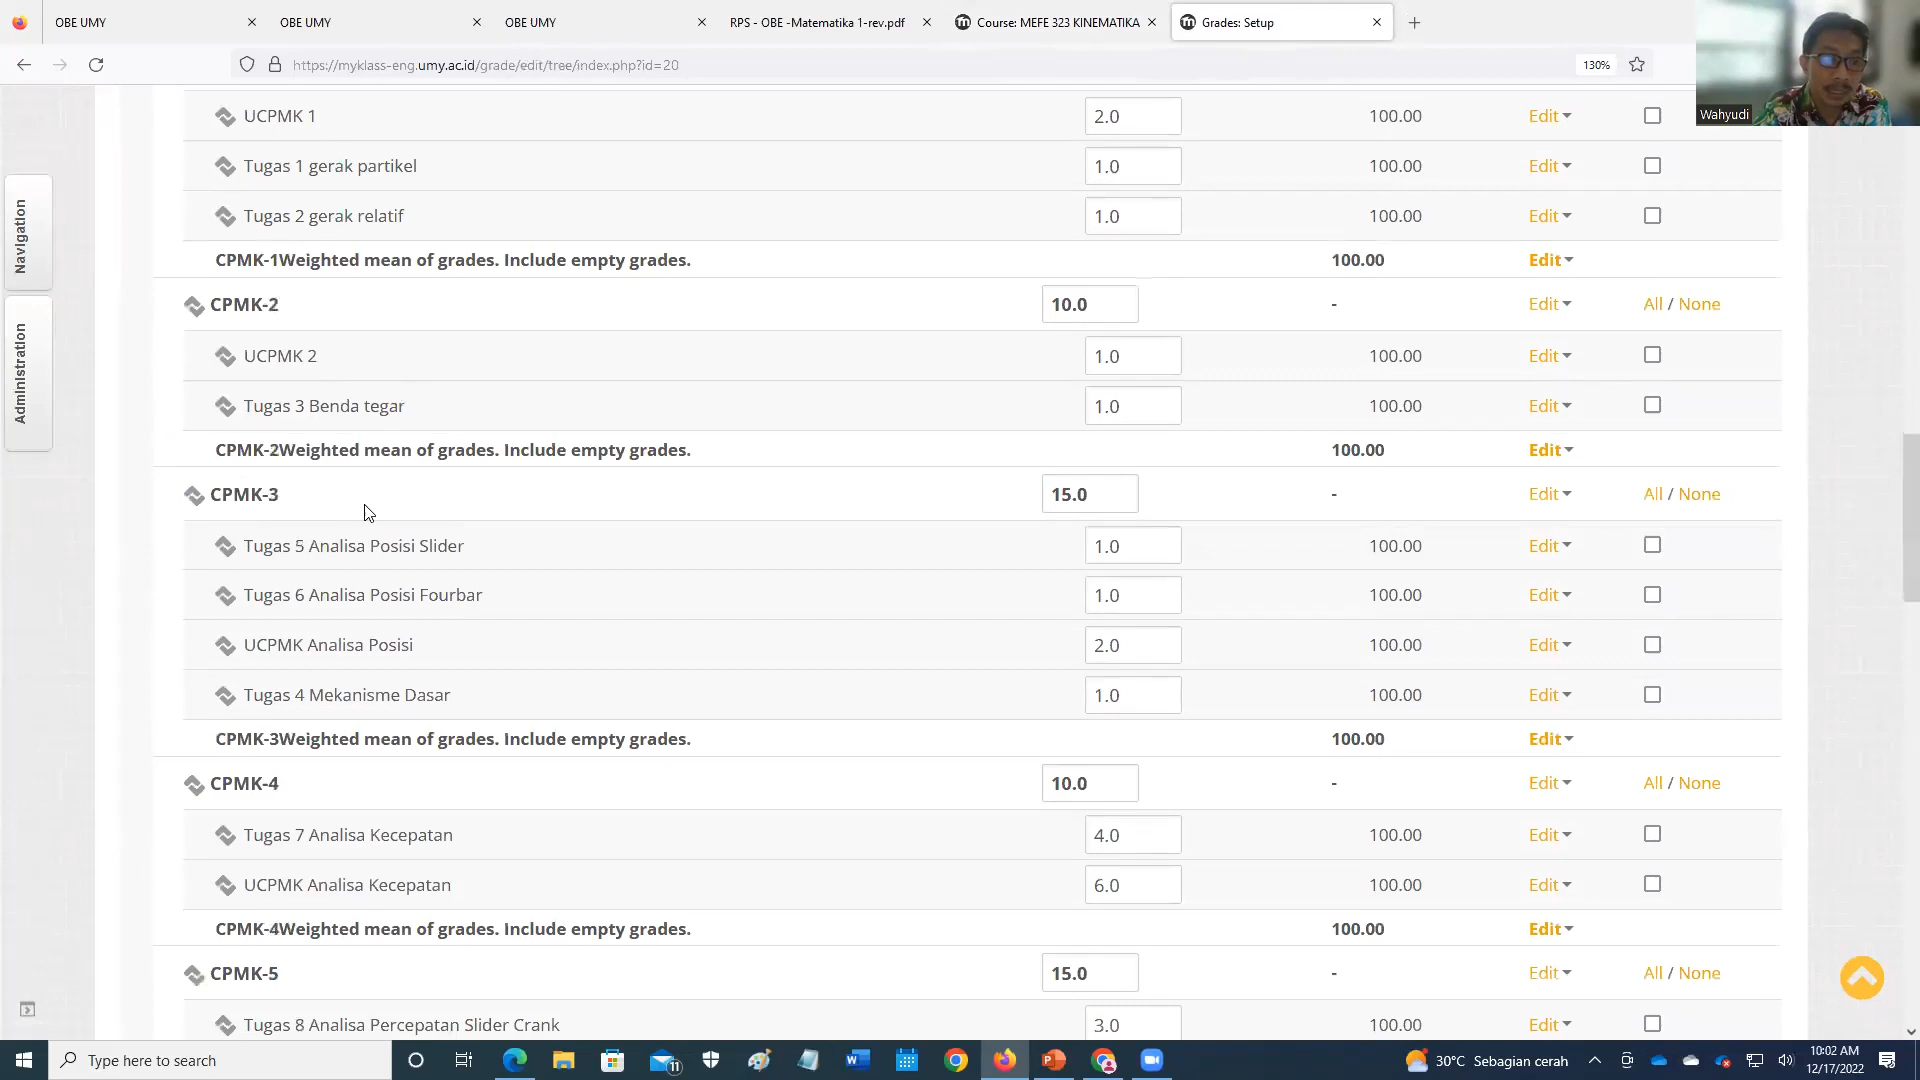 OBE UMY
OBE UMY
OBE UMY
RPS - OBE -Matematika 1-rev.pdf
Course: MEFE 323 KINEMATIKA
Grades: Setup
https://myklass-eng.umy.ac.id/grade/edit/tree/index.php?id=20
130%
Wahyudi
Navigation
Administration
UCPMK 1 2.0 100.00 Edit
Tugas 1 gerak partikel 1.0 100.00 Edit
Tugas 2 gerak relatif 1.0 100.00 Edit
CPMK-1Weighted mean of grades. Include empty grades. 100.00 Edit
CPMK-2 10.0 - Edit All / None
UCPMK 2 1.0 100.00 Edit
Tugas 3 Benda tegar 1.0 100.00 Edit
CPMK-2Weighted mean of grades. Include empty grades. 100.00 Edit
CPMK-3 15.0 - Edit All / None
Tugas 5 Analisa Posisi Slider 1.0 100.00 Edit
Tugas 6 Analisa Posisi Fourbar 1.0 100.00 Edit
UCPMK Analisa Posisi 2.0 100.00 Edit
Tugas 4 Mekanisme Dasar 1.0 100.00 Edit
CPMK-3Weighted mean of grades. Include empty grades. 100.00 Edit
CPMK-4 10.0 - Edit All / None
Tugas 7 Analisa Kecepatan 4.0 100.00 Edit
UCPMK Analisa Kecepatan 6.0 100.00 Edit
CPMK-4Weighted mean of grades. Include empty grades. 100.00 Edit
CPMK-5 15.0 - Edit All / None
Tugas 8 Analisa Percepatan Slider Crank 3.0 100.00 Edit
Type here to search
11
30°C Sebagian cerah
10:02 AM
12/17/2022